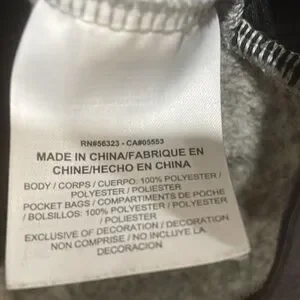 RN#56323 - CA#05553
MADE IN CHINA/FABRIQUE EN
CHINE/HECHO EN CHINA
BODY / CORPS / CUERPO: 100% POLYESTER /
POLYESTER / POLIESTER
POCKET BAGS / COMPARTIMENTS DE POCHE
/ BOLSILLOS: 100% POLYESTER / POLYESTER
/ POLIESTER
EXCLUSIVE OF DECORATION / DECORATION
NON COMPRISE / NO INCLUYE LA
DECORACION